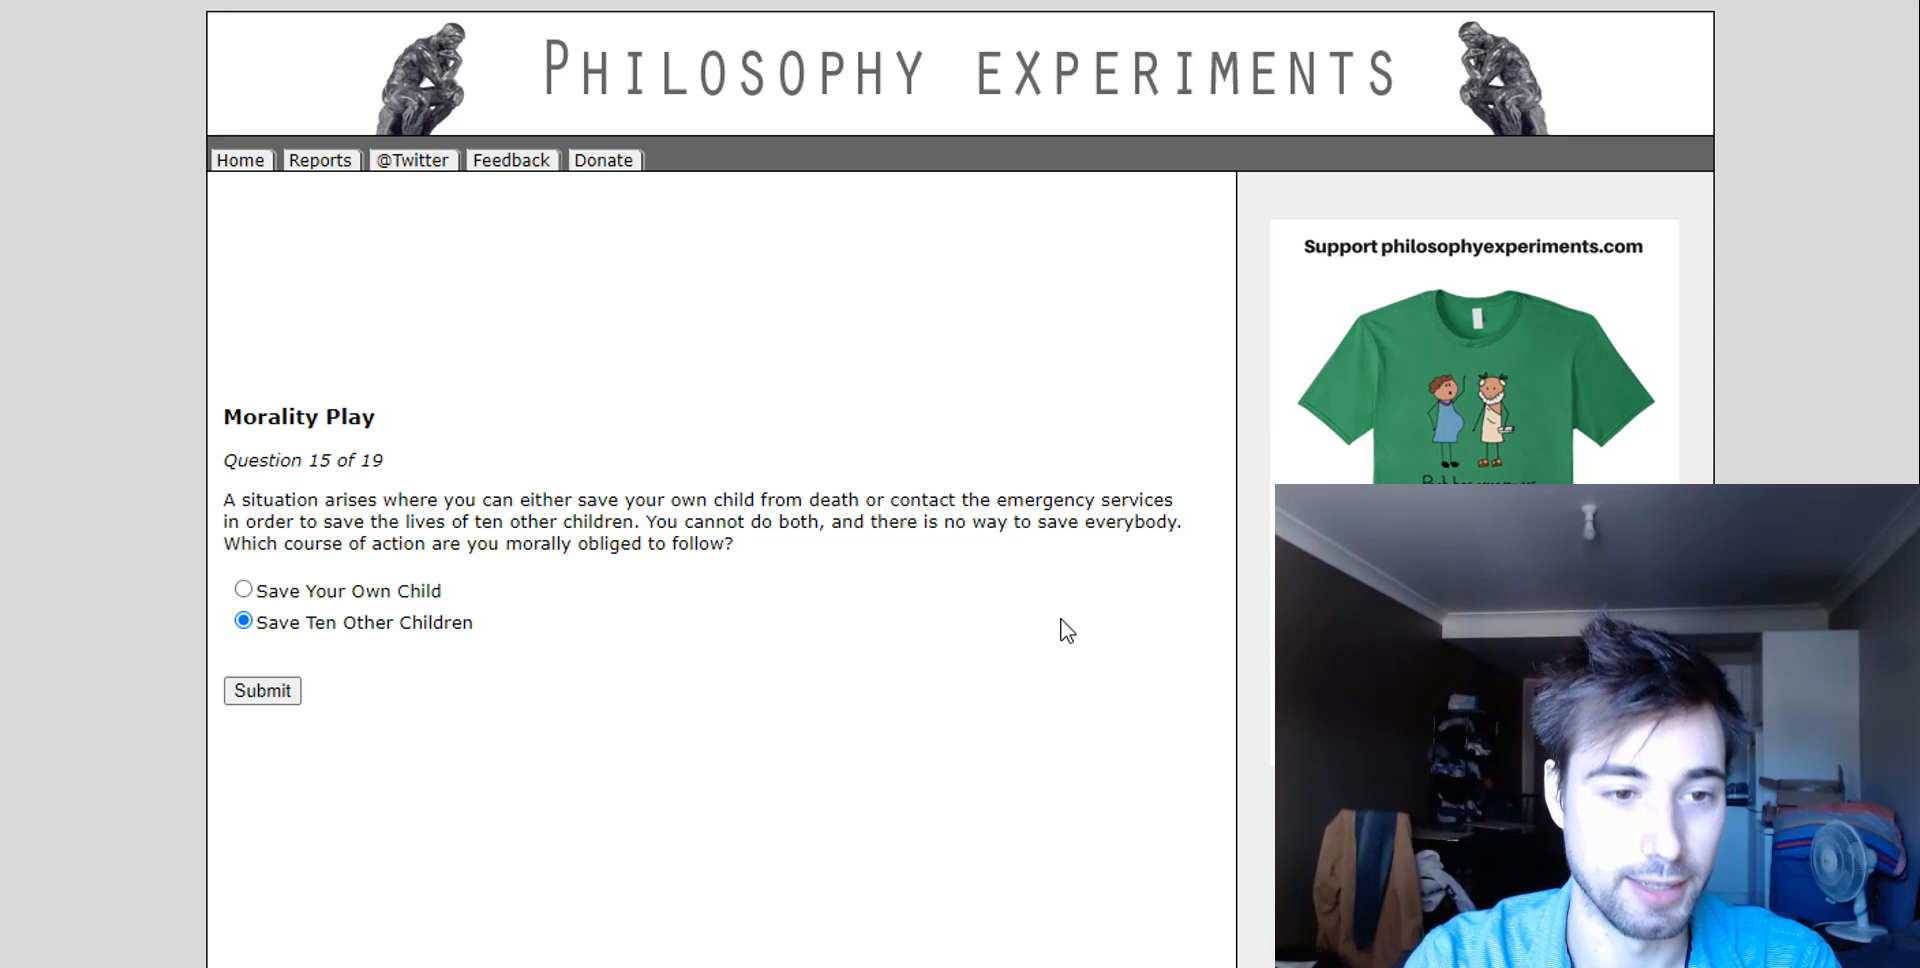 PHILOSOPHY EXPERIMENTS
Home
Reports
@Twitter
Feedback
Donate
Support philosophyexperiments.com
Morality Play
Question 15 of 19
A situation arises where you can either save your own child from death or contact the emergency services
in order to save the lives of ten other children. You cannot do both, and there is no way to save everybody.
Which course of action are you morally obliged to follow?
Save Your Own Child
Save Ten Other Children
Submit